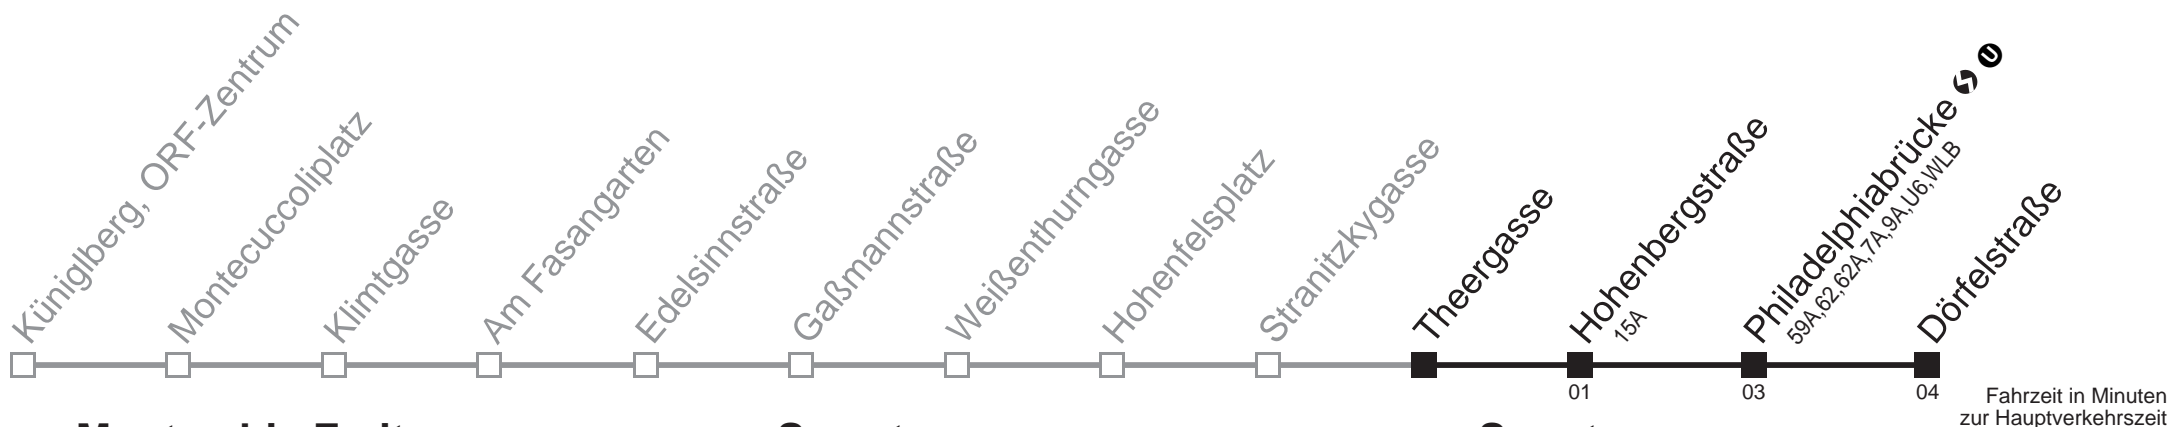 Küniglberg, ORF-Zentrum
Montecuccoliplatz
Klimtgasse
Am Fasangarten
Edelsinnstraße
Gaßmannstraße
Weißenthurngasse
Hohenfelsplatz
Stranitzkygasse
Theergasse
Hohenbergstraße
15A
Philadelphiabrücke U
59A,62,62A,7A,9A,U6,WLB
Dörfelstraße
01
03
04
Fahrzeit in Minuten
zur Hauptverkehrszeit